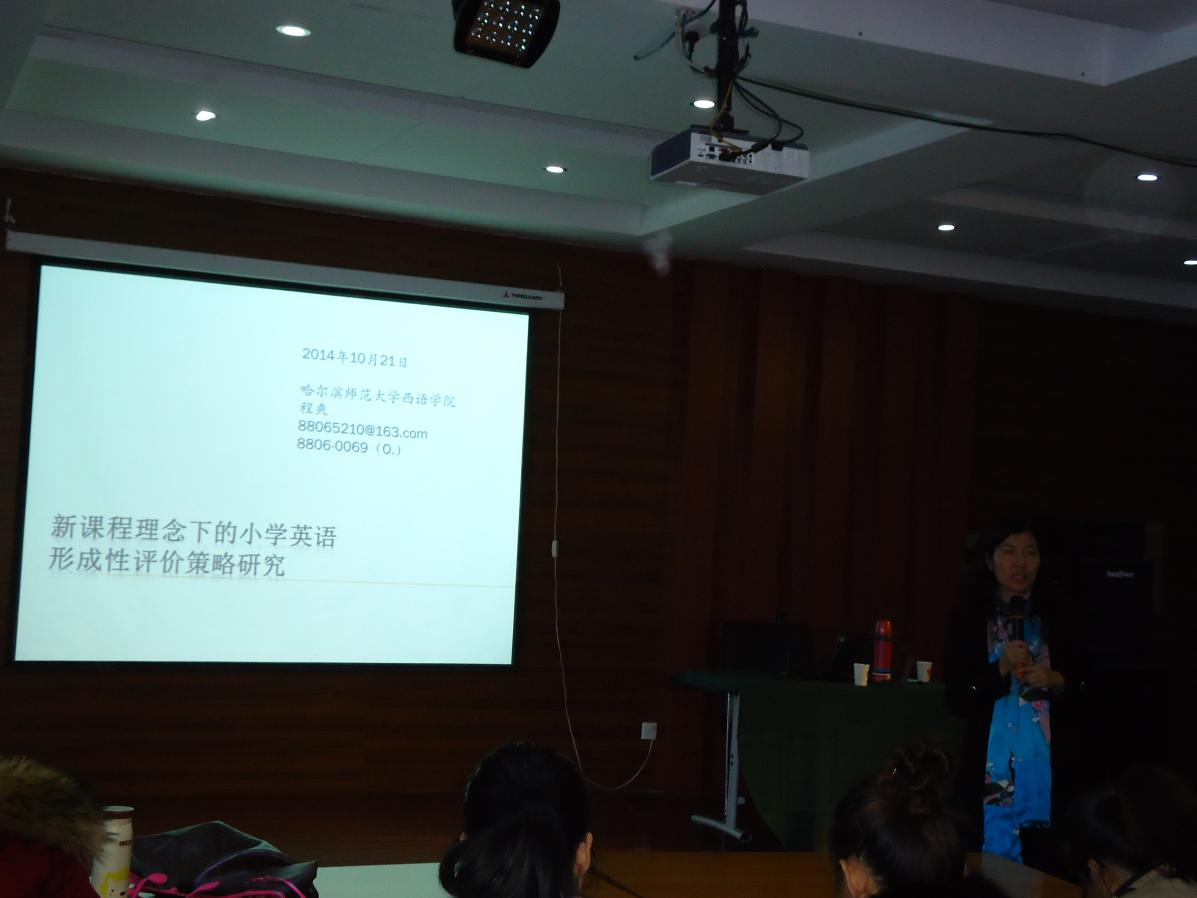 2014年10月21日
哈尔滨师范大学西语学院
程爽
88065210@163.com
8806-0069（O.）
新课程理念下的小学英语
形成性评价策略研究